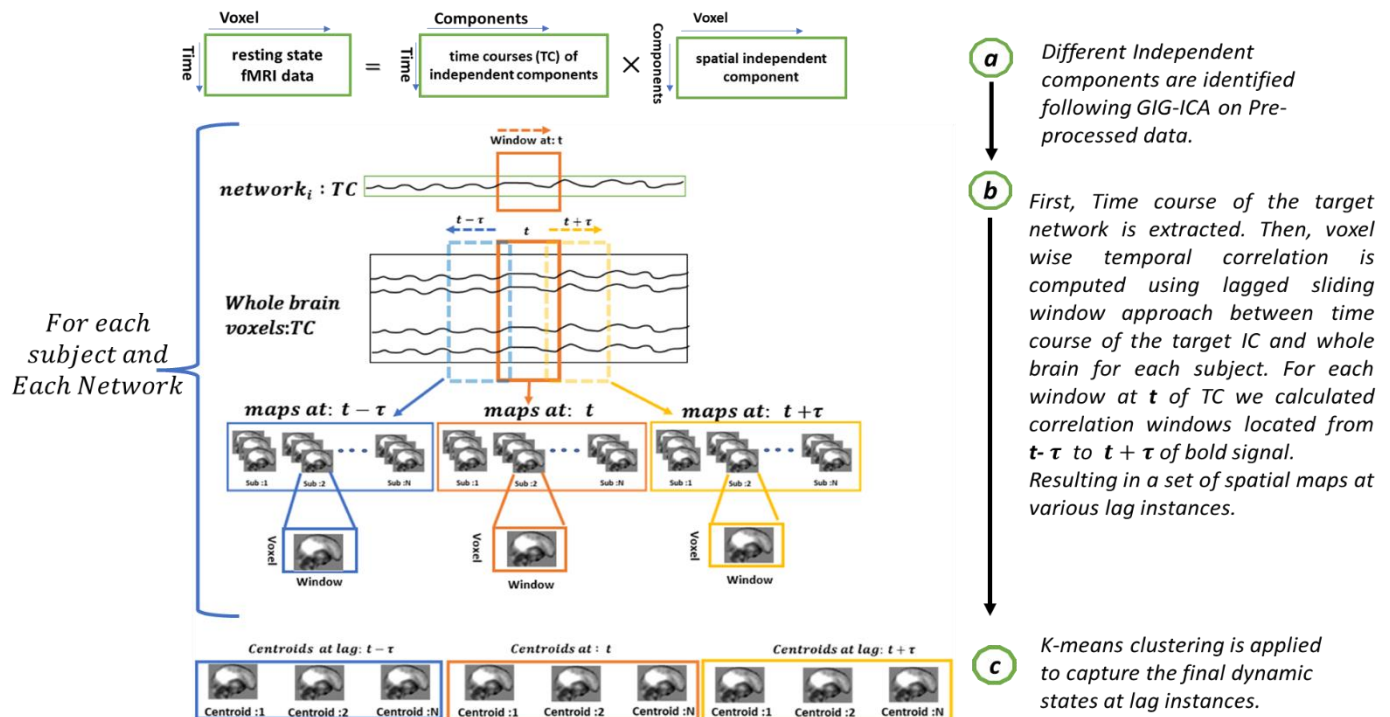 Voxel
Components
Voxel
Time
resting state
fMRI data
=
Time
time courses (TC) of
independent components
×
Components
spatial independent
component
a
Different Independent
components are identified
following GIG-ICA on Pre-
processed data.
Window at: t
network_i : TC
t − τ
t
t + τ
Whole brain
voxels:TC
For each
subject and
Each Network
b
First, Time course of the target
network is extracted. Then, voxel
wise temporal correlation is
computed using lagged sliding
window approach between time
course of the target IC and whole
brain for each subject. For each
window at t of TC we calculated
correlation windows located from
t- τ to t + τ of bold signal.
Resulting in a set of spatial maps at
various lag instances.
maps at: t − τ
maps at: t
maps at: t +τ
Sub :1 Sub :2 Sub :N
Sub :1 Sub :2 Sub :N
Sub :1 Sub :2 Sub :N
Voxel
Window
Voxel
Window
Voxel
Window
Centroids at lag: t − τ
Centroids at : t
Centroids at lag: t + τ
Centroid :1 Centroid :2 Centroid :N
Centroid :1 Centroid :2 Centroid :N
Centroid :1 Centroid :2 Centroid :N
c
K-means clustering is applied
to capture the final dynamic
states at lag instances.